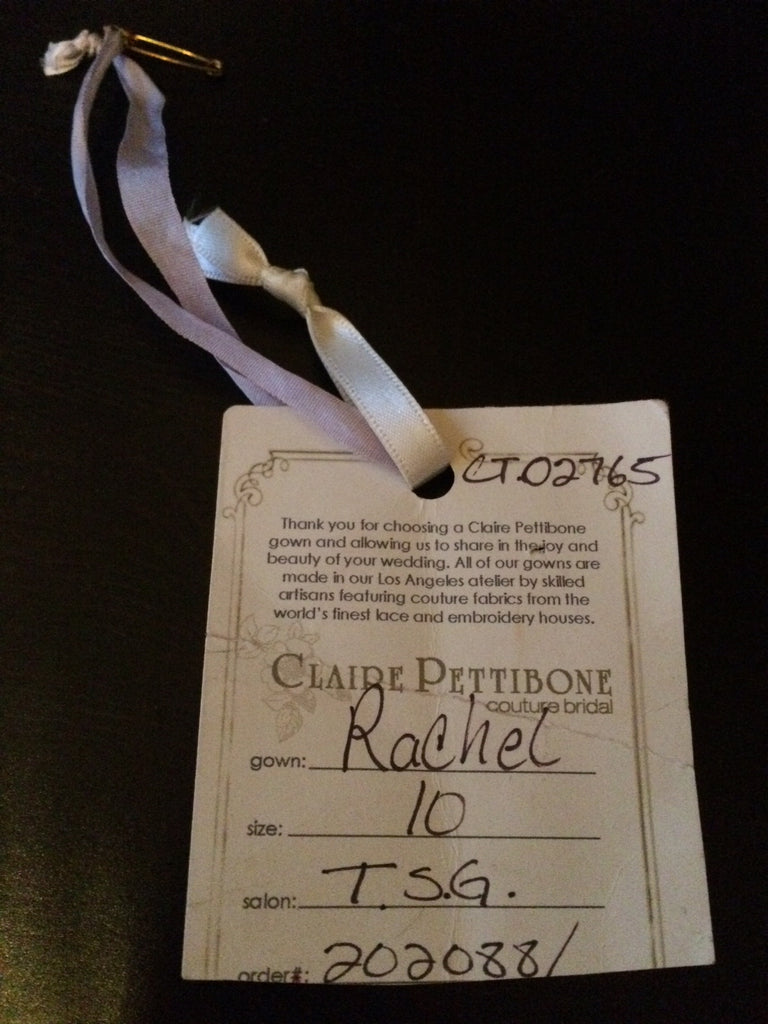 CT.02765
Thank you for choosing a Claire Pettibone
gown and allowing us to share in the joy and
beauty of your wedding. All of our gowns are
made in our Los Angeles atelier by skilled
artisans featuring couture fabrics from the
world's finest lace and embroidery houses.
CLAIRE PETTIBONE
couture bridal
gown: Rachel
size: 10
salon: T.S.G.
order#: 202088/